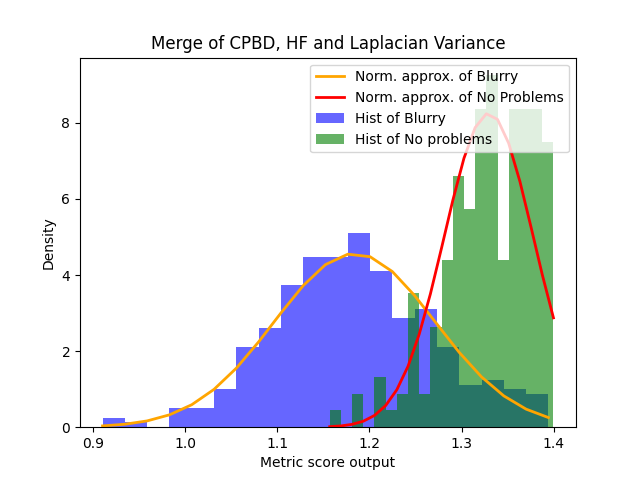 Merge of CPBD, HF and Laplacian Variance
Norm. approx. of Blurry
Norm. approx. of No Problems
Hist of Blurry
Hist of No problems
Density
8
6
4
2
0
0.9 1.0 1.1 1.2 1.3 1.4
Metric score output